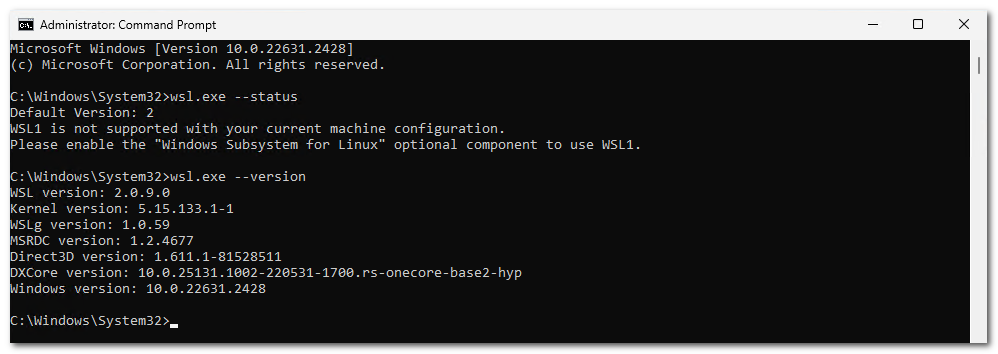 Administrator: Command Prompt
Microsoft Windows [Version 10.0.22631.2428]
(c) Microsoft Corporation. All rights reserved.
C:\Windows\System32>wsl.exe --status
Default Version: 2
WSL1 is not supported with your current machine configuration.
Please enable the "Windows Subsystem for Linux" optional component to use WSL1.
C:\Windows\System32>wsl.exe --version
WSL version: 2.0.9.0
Kernel version: 5.15.133.1-1
WSLg version: 1.0.59
MSRDC version: 1.2.4677
Direct3D version: 1.611.1-81528511
DXCore version: 10.0.25131.1002-220531-1700.rs-onecore-base2-hyp
Windows version: 10.0.22631.2428
C:\Windows\System32>